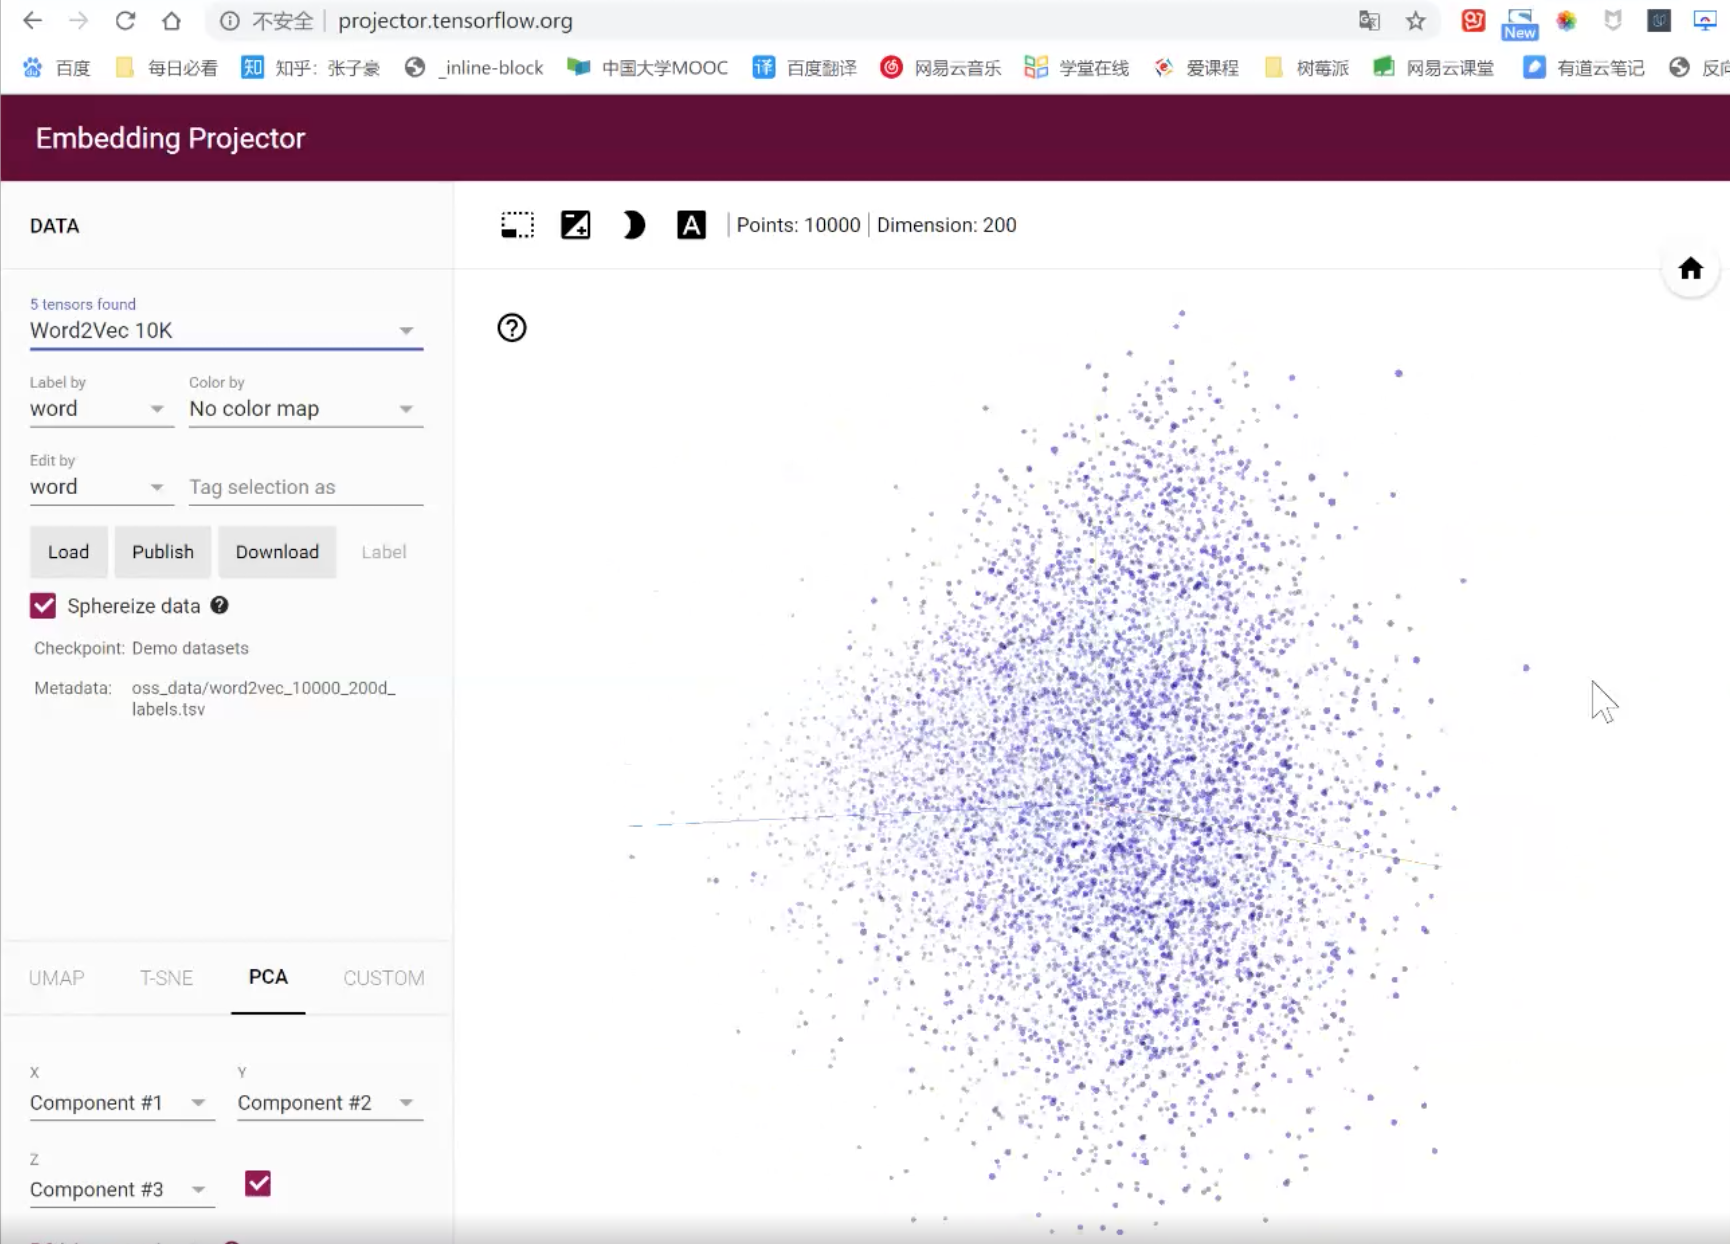 不安全 projector.tensorflow.org
New
百度 每日必看 知 知乎：张子豪 _inline-block 中国大学MOOC 译 百度翻译 网易云音乐 学堂在线 爱课程 树莓派 网易云课堂 有道云笔记
Embedding Projector
DATA
A Points: 10000 Dimension: 200
5 tensors found
Word2Vec 10K
Label by Color by
word No color map
Edit by
word Tag selection as
Load Publish Download Label
Sphereize data
Checkpoint: Demo datasets
Metadata: oss_data/word2vec_10000_200d_
labels.tsv
UMAP T-SNE PCA CUSTOM
X Y
Component #1 Component #2
Z
Component #3